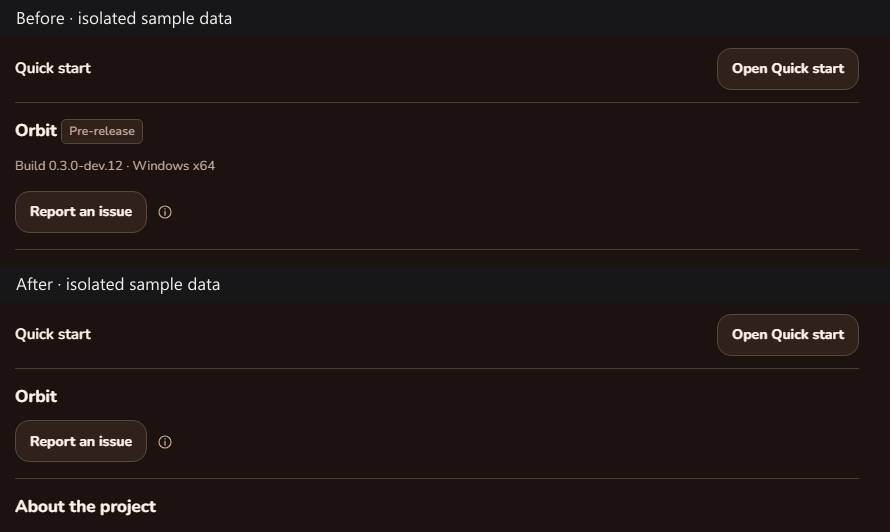 Before · isolated sample data
Quick start
Open Quick start
Orbit Pre-release
Build 0.3.0-dev.12 · Windows x64
Report an issue
After · isolated sample data
Quick start
Open Quick start
Orbit
Report an issue
About the project